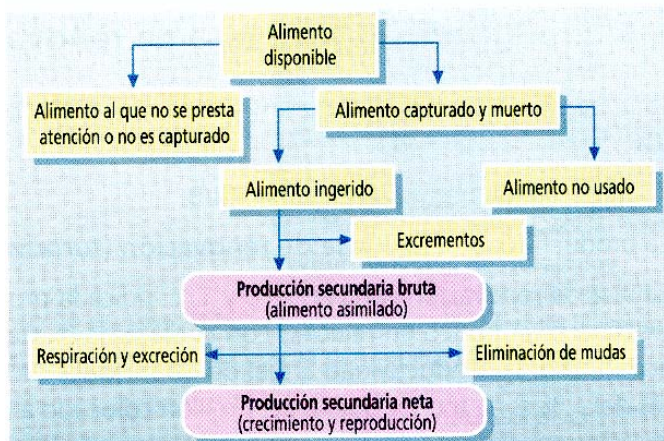 Alimento
disponible
Alimento al que no se presta
atención o no es capturado
Alimento capturado y muerto
Alimento ingerido
Alimento no usado
Excrementos
Producción secundaria bruta
(alimento asimilado)
Respiración y excreción
Eliminación de mudas
Producción secundaria neta
(crecimiento y reproducción)